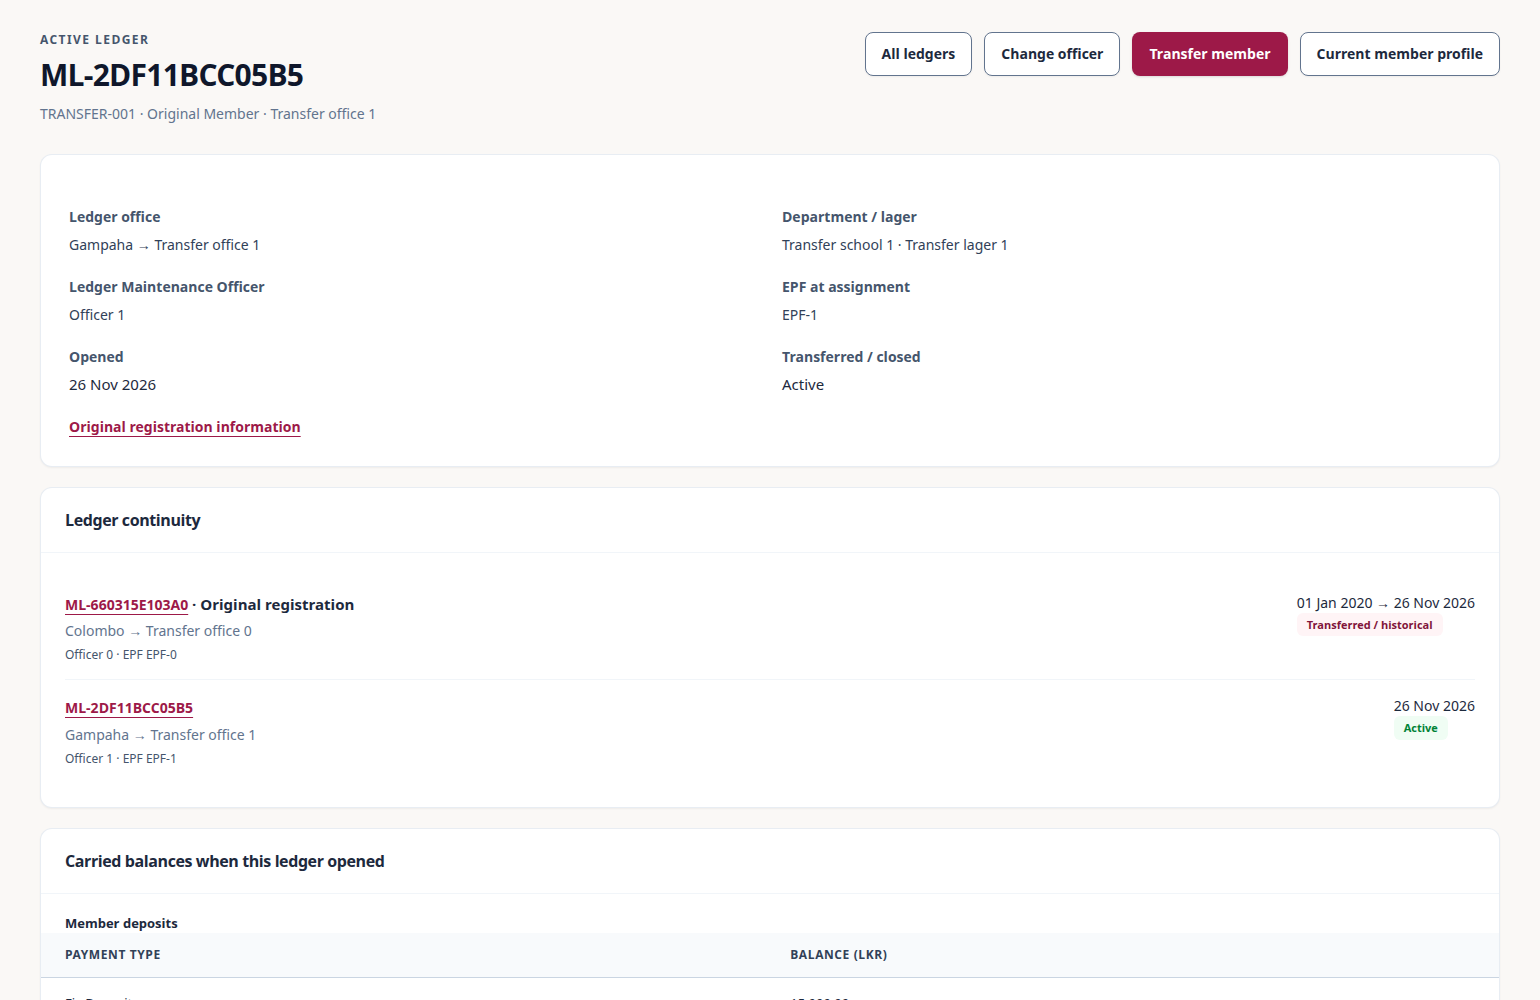 ACTIVE LEDGER
ML-2DF11BCC05B5
TRANSFER-001 · Original Member · Transfer office 1
All ledgers
Change officer
Transfer member
Current member profile
Ledger office
Gampaha → Transfer office 1
Department / lager
Transfer school 1 · Transfer lager 1
Ledger Maintenance Officer
Officer 1
EPF at assignment
EPF-1
Opened
26 Nov 2026
Transferred / closed
Active
Original registration information
Ledger continuity
ML-660315E103A0 · Original registration
Colombo → Transfer office 0
Officer 0 · EPF EPF-0
01 Jan 2020 → 26 Nov 2026
Transferred / historical
ML-2DF11BCC05B5
Gampaha → Transfer office 1
Officer 1 · EPF EPF-1
26 Nov 2026
Active
Carried balances when this ledger opened
Member deposits
PAYMENT TYPE
BALANCE (LKR)